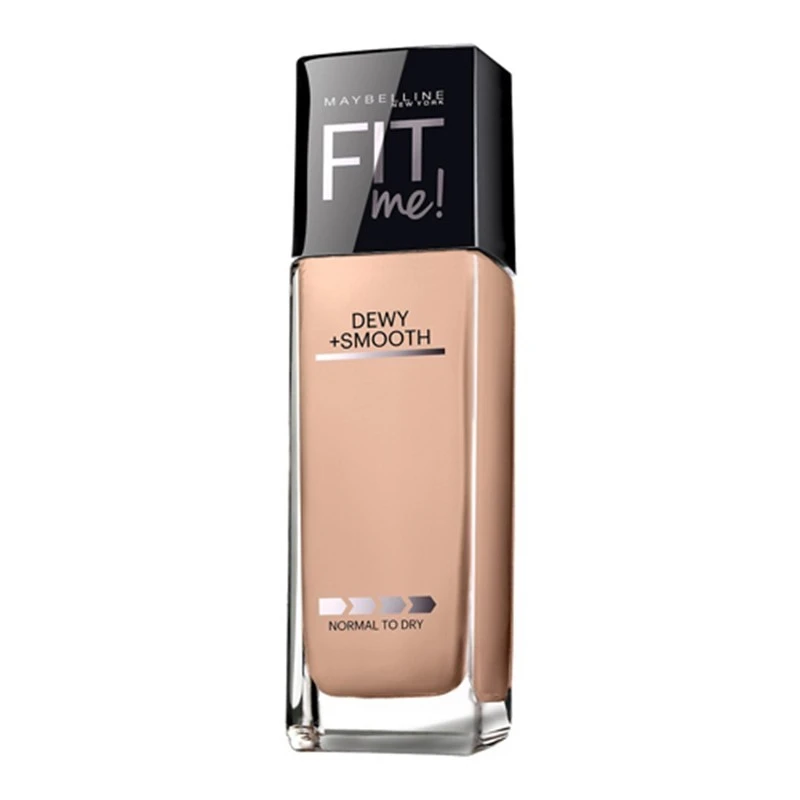 MAYBELLINE
NEW YORK
FIT
me!
DEWY
+SMOOTH
NORMAL TO DRY